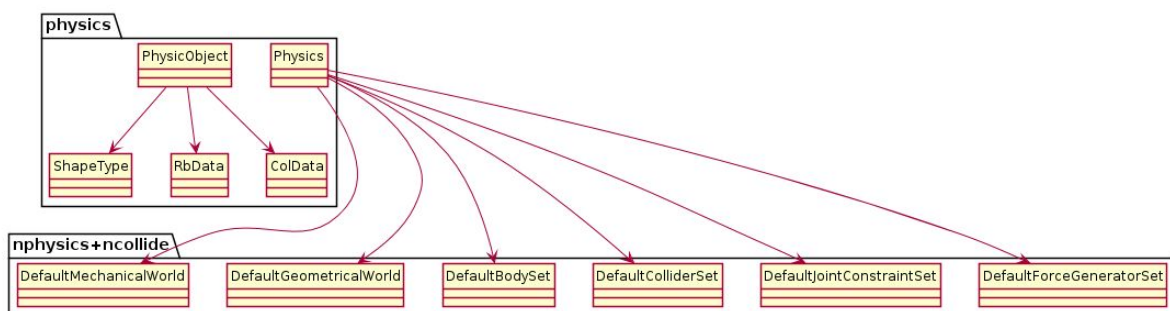 physics
PhysicObject
Physics
ShapeType
RbData
ColData
nphysics+ncollide
DefaultMechanicalWorld
DefaultGeometricalWorld
DefaultBodySet
DefaultColliderSet
DefaultJointConstraintSet
DefaultForceGeneratorSet